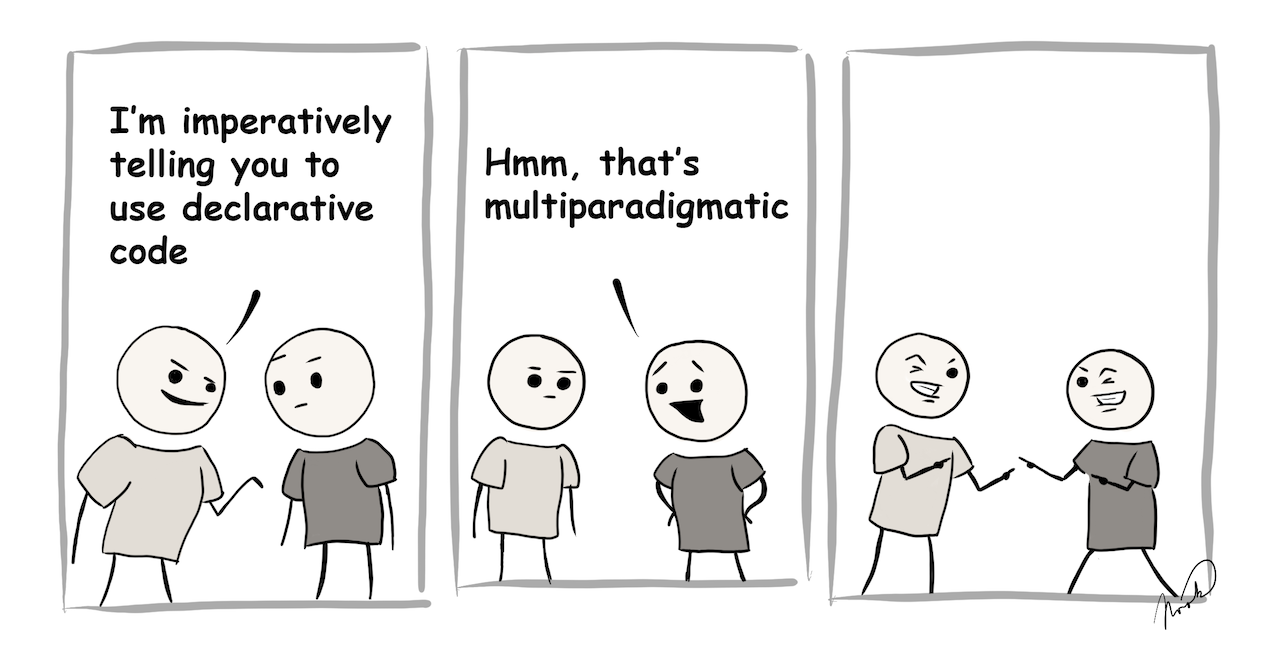 I'm imperatively
telling you to
use declarative
code
Hmm, that's
multiparadigmatic